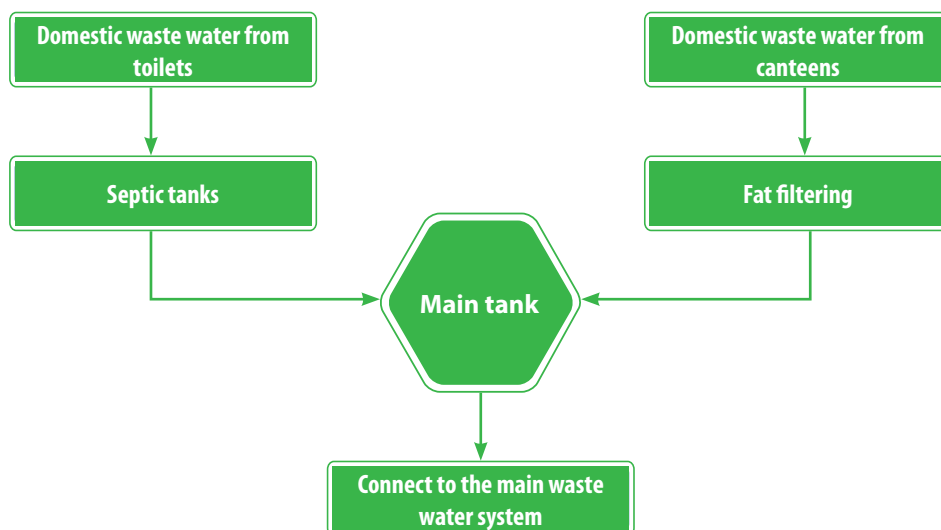 Domestic waste water from
toilets
Domestic waste water from
canteens
Septic tanks
Fat filtering
Main tank
Connect to the main waste
water system